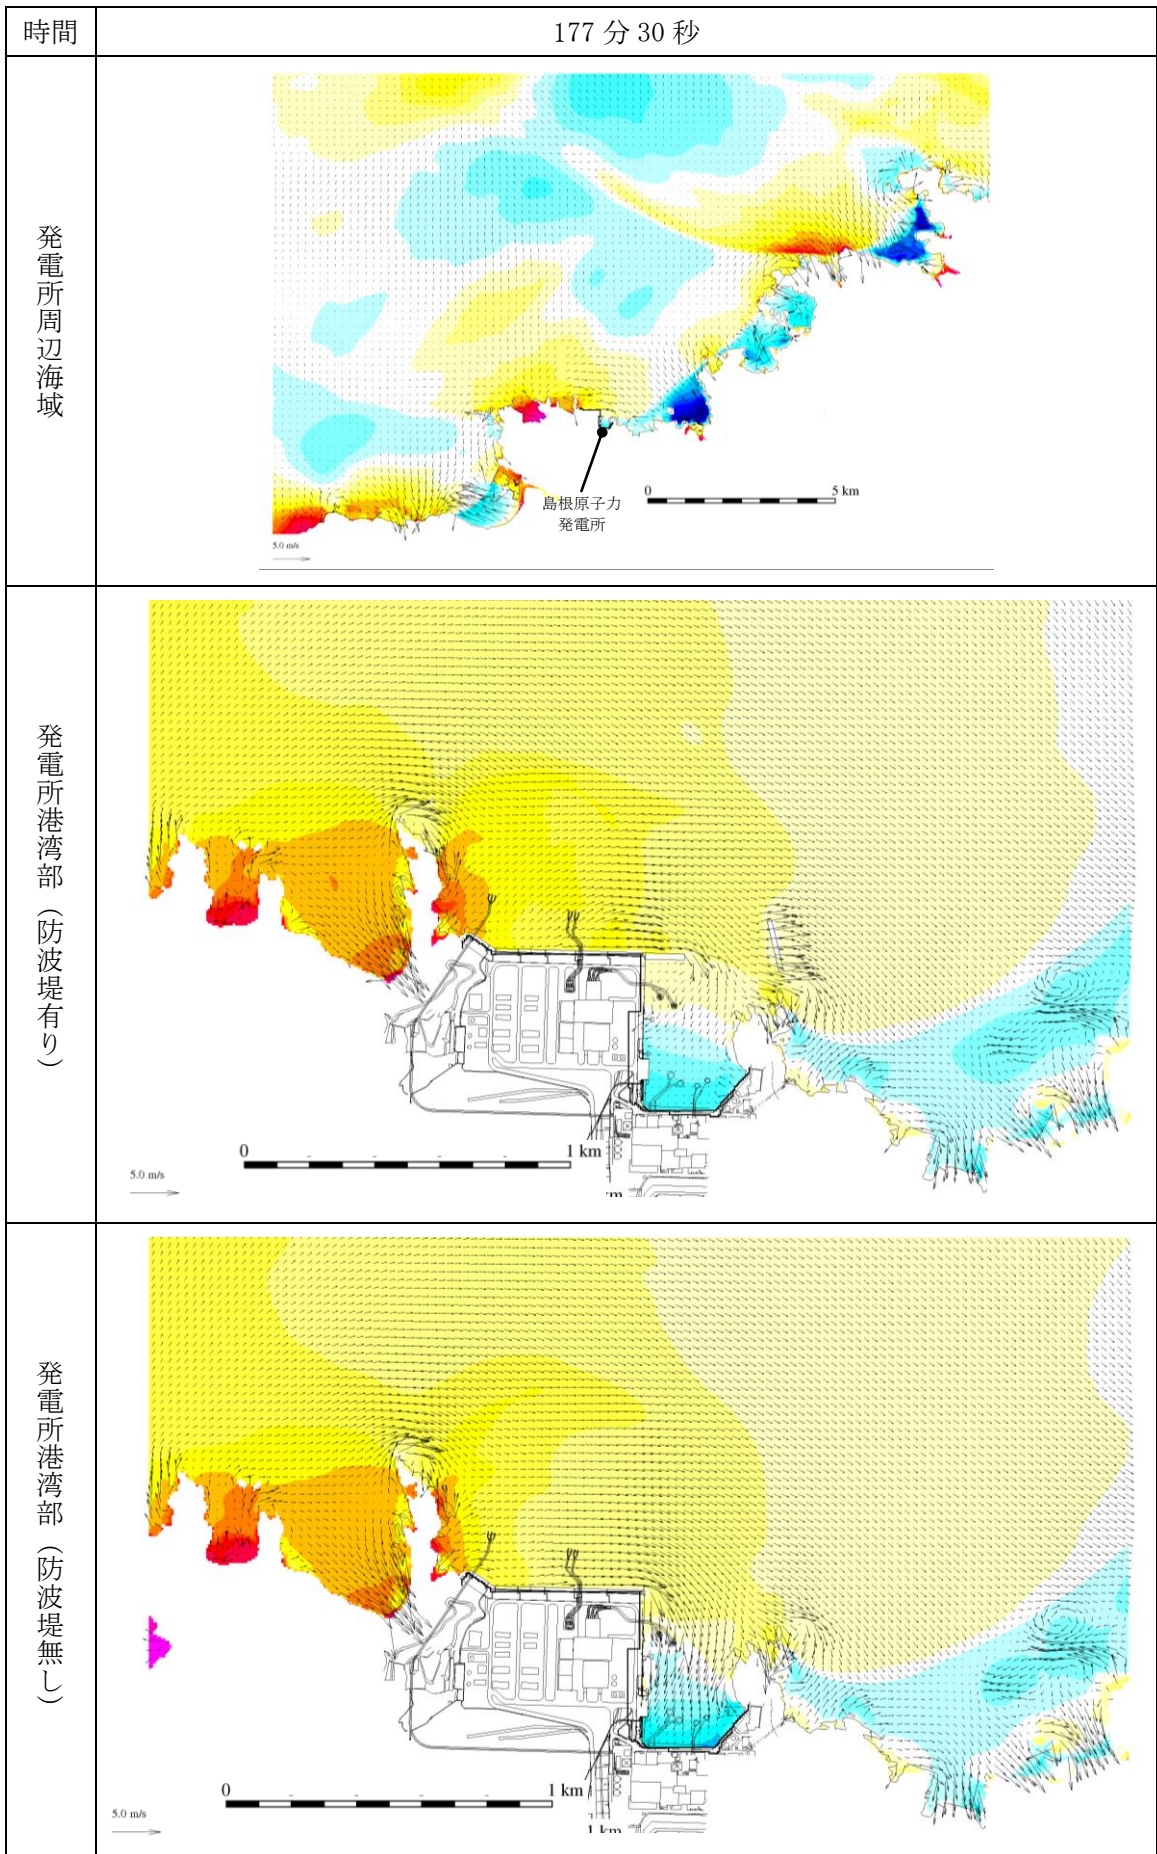 時間
177 分 30 秒
発電所周辺海域
島根原子力
発電所
0
5 km
5.0 m/s
発電所港湾部（防波堤有り）
0
1 km
5.0 m/s
発電所港湾部（防波堤無し）
0
1 km
5.0 m/s
1 km